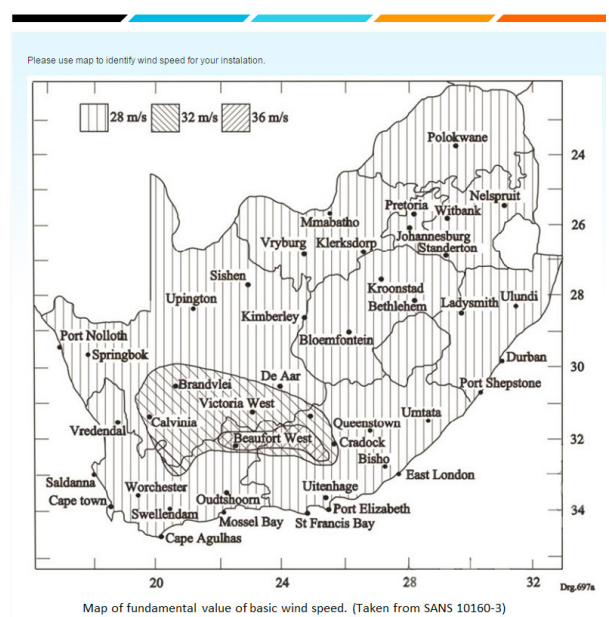 Please use map to identify wind speed for your instalation.
28 m/s 32 m/s 36 m/s
Polokwane
24
Nelspruit
Pretoria
Witbank
Mmabatho
26
Johannesburg
Vryburg Klerksdorp
Standerton
Sishen
Kroonstad
Upington
Bethlehem Ladysmith Ulundi
28
Kimberley
Port Nolloth
Bloemfontein
Springbok
Durban
30
De Aar
Brandvlei
Port Shepstone
Victoria West
Calvinia
Umtata
Queenstown
Vredendal
Beaufort West
Cradock
32
Bisho
East London
Saldanna
Worchester
Uitenhage
Cape town
Oudtshoorn
Swellendam
Port Elizabeth
34
Mossel Bay St Francis Bay
Cape Agulhas
20 24 28 32
Drg.697a
Map of fundamental value of basic wind speed. (Taken from SANS 10160-3)